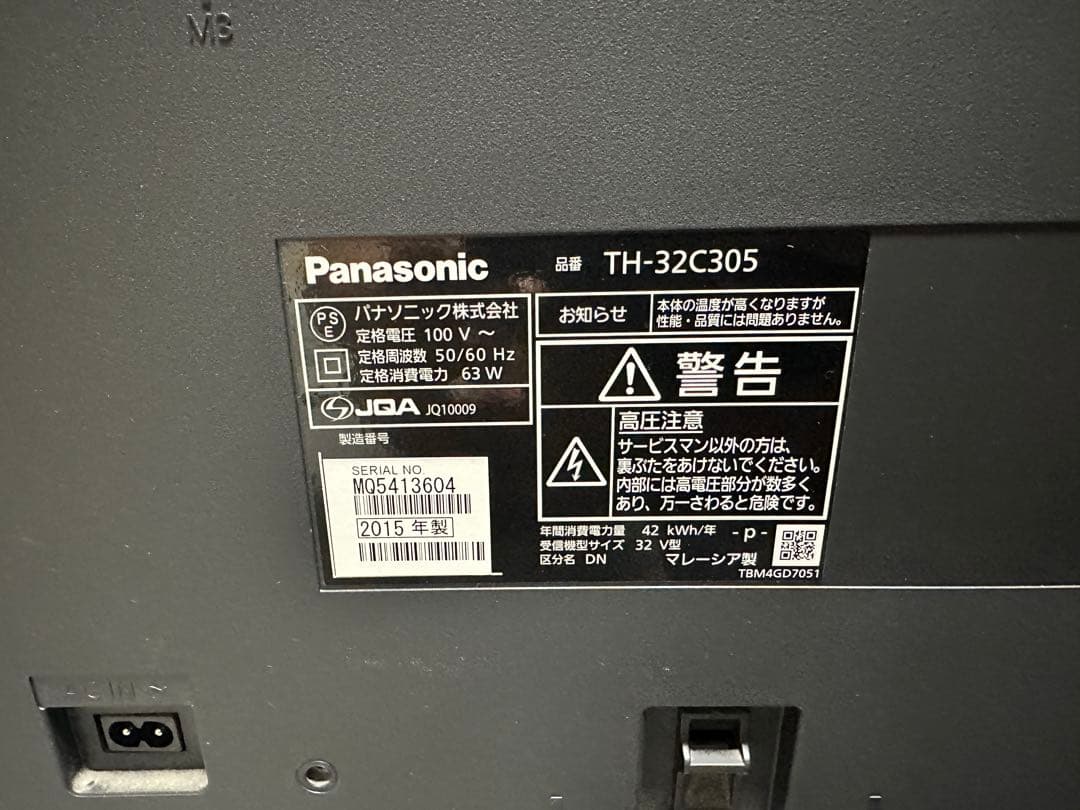 M8
Panasonic
品番 TH-32C305
PS
E
パナソニック株式会社
定格電圧 100 V ～
定格周波数 50/60 Hz
定格消費電力 63 W
JQA JQ10009
製造番号
SERIAL NO.
MQ5413604
2015 年製
お知らせ
本体の温度が高くなりますが
性能・品質には問題ありません。
警告
高圧注意
サービスマン以外の方は、
裏ぶたをあけないでください。
内部には高電圧部分が数多く
あり、万一さわると危険です。
年間消費電力量 42 kWh/年 -p-
受信機型サイズ 32 V型
区分名 DN マレーシア製
TBM4GD7051
AC IN ～